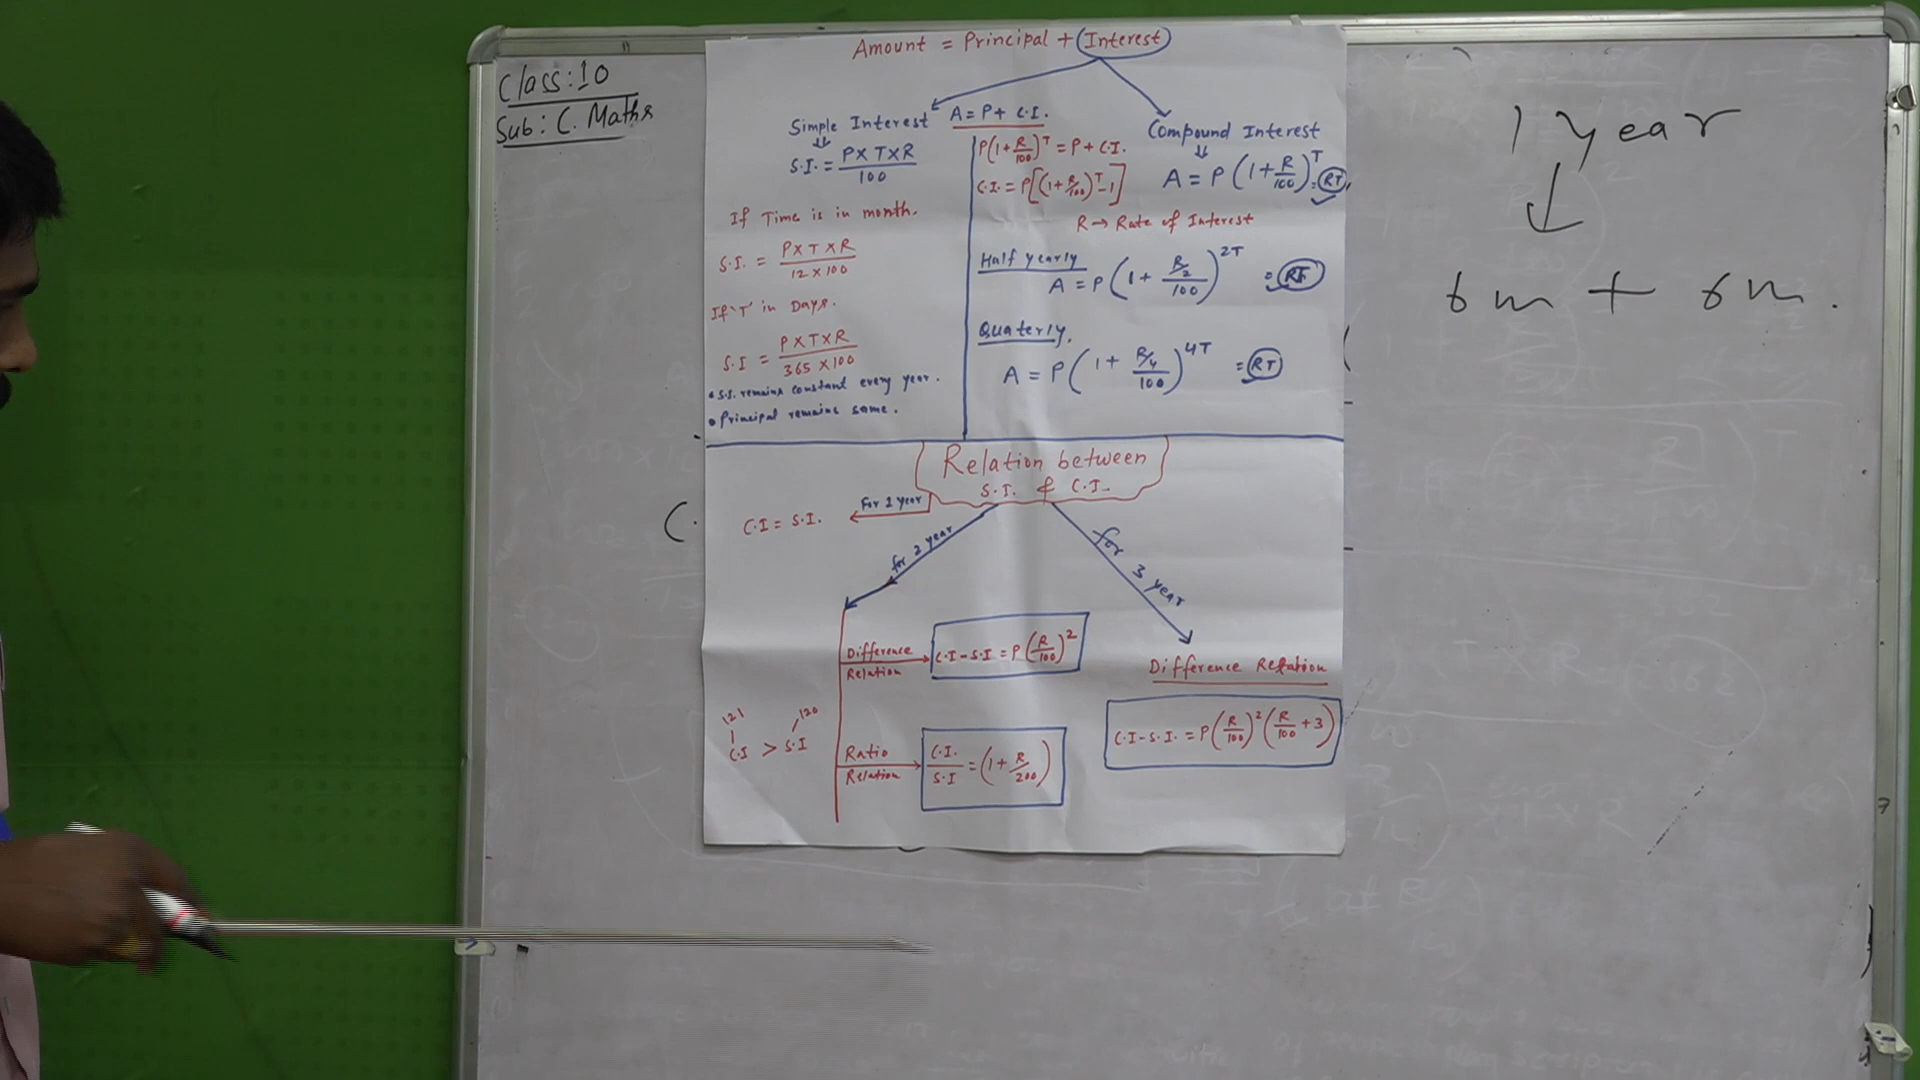 Class:10
Sub: C. Maths
Amount = Principal + Interest
Simple Interest
S.I. = P×T×R/100
If Time is in month.
S.I. = P×T×R/12×100
If 'T' in Days.
S.I = P×T×R/365×100
• S.I. remains constant every year.
• Principal remains same.
A = P + C.I.
P(1+R/100)^T = P + C.I.
C.I. = P[(1+R/100)^T-1]
Compound Interest
A = P(1+R/100)^T = RT
R → Rate of Interest
Half yearly
A = P(1+R/2/100)^2T = RT
Quaterly.
A = P(1+R/4/100)^4T = RT
Relation between
S.I. & C.I.
For 1 year
C.I = S.I.
for 2 year
for 3 year
Difference
Relation
C.I-S.I = P(R/100)^2
121
120
C.I > S.I
Ratio
Relation
C.I./S.I = (1+R/200)
Difference Relation
C.I-S.I. = P(R/100)^2(R/100+3)
C.
1 year
↓
6m + 6m.